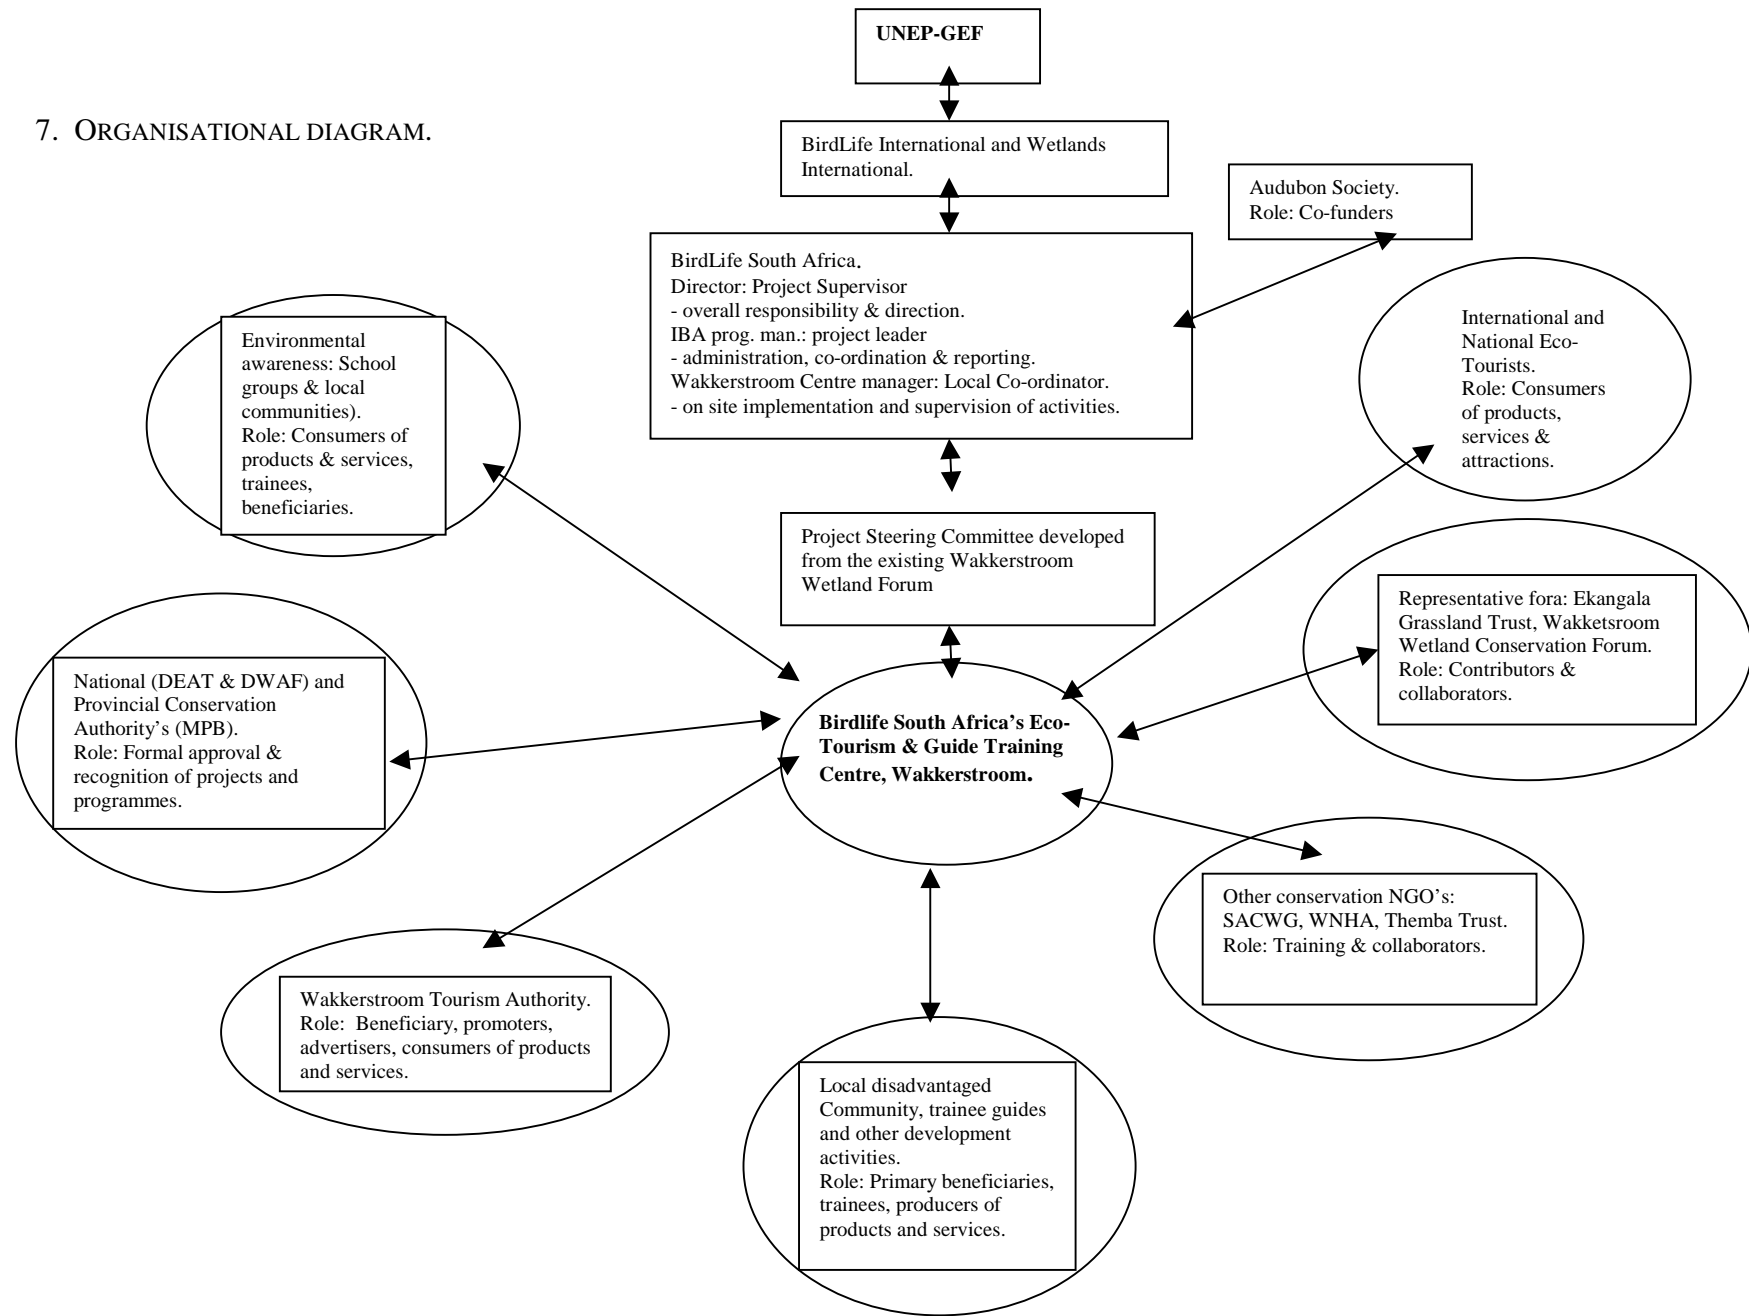 UNEP-GEF
7. ORGANISATIONAL DIAGRAM.
BirdLife International and Wetlands
International.
Audubon Society.
Role: Co-funders
BirdLife South Africa.
Director: Project Supervisor
- overall responsibility & direction.
IBA prog. man.: project leader
- administration, co-ordination & reporting.
Wakkerstroom Centre manager: Local Co-ordinator.
- on site implementation and supervision of activities.
Environmental
awareness: School
groups & local
communities).
Role: Consumers of
products & services,
trainees,
beneficiaries.
International and
National Eco-
Tourists.
Role: Consumers
of products,
services &
attractions.
Project Steering Committee developed
from the existing Wakkerstroom
Wetland Forum
Representative fora: Ekangala
Grassland Trust, Wakketsroom
Wetland Conservation Forum.
Role: Contributors &
collaborators.
National (DEAT & DWAF) and
Provincial Conservation
Authority’s (MPB).
Role: Formal approval &
recognition of projects and
programmes.
Birdlife South Africa’s Eco-
Tourism & Guide Training
Centre, Wakkerstroom.
Other conservation NGO’s:
SACWG, WNHA, Themba Trust.
Role: Training & collaborators.
Wakkerstroom Tourism Authority.
Role:  Beneficiary, promoters,
advertisers, consumers of products
and services.
Local disadvantaged
Community, trainee guides
and other development
activities.
Role: Primary beneficiaries,
trainees, producers of
products and services.